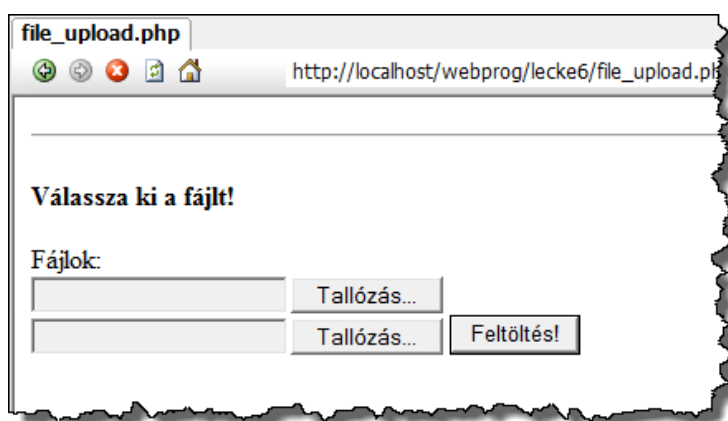 file_upload.php
http://localhost/webprog/lecke6/file_upload.ph
Válassza ki a fájlt!
Fájlok:
Tallózás...
Tallózás... Feltöltés!